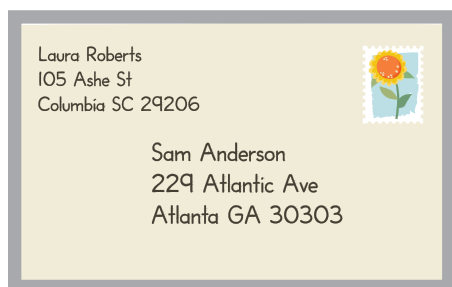 Laura Roberts
105 Ashe St
Columbia SC 29206
Sam Anderson
229 Atlantic Ave
Atlanta GA 30303